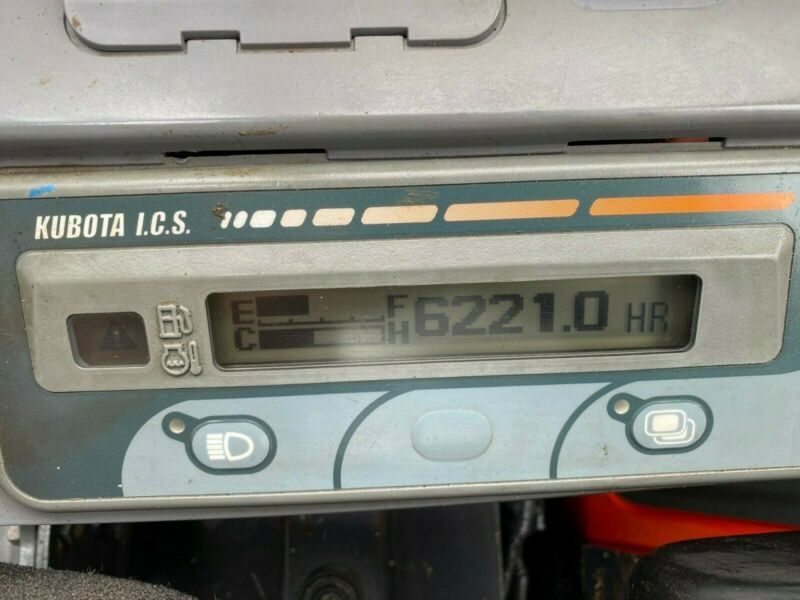 KUBOTA I.C.S.
E F 6221.0 HR
C H